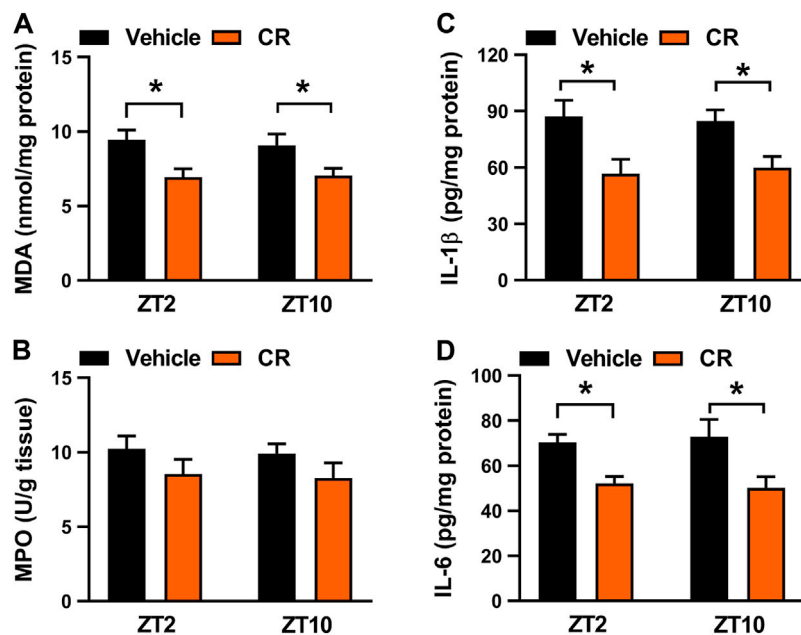 A
Vehicle CR
MDA (nmol/mg protein)
15
10
5
0
*
*
ZT2 ZT10
B
Vehicle CR
MPO (U/g tissue)
15
10
5
0
ZT2 ZT10
C
Vehicle CR
IL-1β (pg/mg protein)
120
90
60
30
0
*
*
ZT2 ZT10
D
Vehicle CR
IL-6 (pg/mg protein)
100
80
60
40
20
0
*
*
ZT2 ZT10